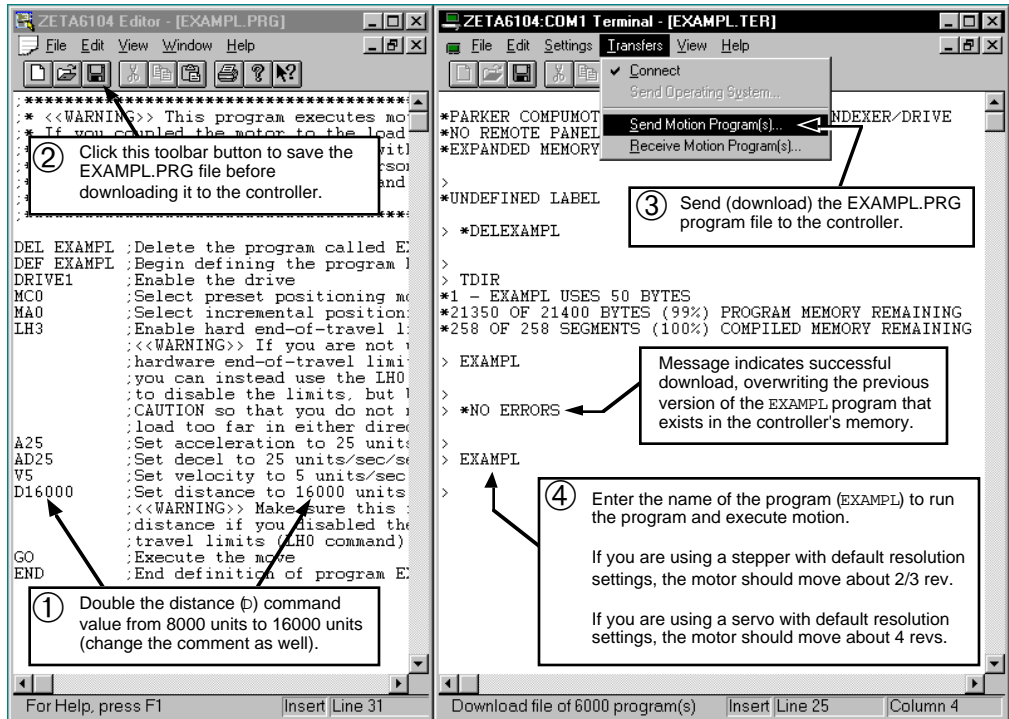 ZETA6104 Editor - [EXAMPL.PRG]
File Edit View Window Help
;*****************************************
;* <<WARNING>> This program executes mo
;* If you coupled the motor to the load
② Click this toolbar button to save the
EXAMPL.PRG file before
downloading it to the controller.
DEL EXAMPL ;Delete the program called E
DEF EXAMPL ;Begin defining the program
DRIVE1 ;Enable the drive
MC0 ;Select preset positioning mo
MA0 ;Select incremental position
LH3 ;Enable hard end-of-travel l
;<<WARNING>> If you are not
;hardware end-of-travel limi
;you can instead use the LH0
;to disable the limits, but
;CAUTION so that you do not
;load too far in either dire
A25 ;Set acceleration to 25 units
AD25 ;Set decel to 25 units/sec/se
V5 ;Set velocity to 5 units/sec
D16000 ;Set distance to 16000 units
;<<WARNING>> Make sure this
;distance if you disabled the
;travel limits (LH0 command)
GO ;Execute the move
END ;End definition of program E
① Double the distance (D) command
value from 8000 units to 16000 units
(change the comment as well).
For Help, press F1 Insert Line 31
ZETA6104:COM1 Terminal - [EXAMPL.TER]
File Edit Settings Transfers View Help
✓ Connect
Send Operating System...
Send Motion Program(s)...
Receive Motion Program(s)...
*PARKER COMPUMOT NDEXER/DRIVE
*NO REMOTE PANEL
*EXPANDED MEMORY
>
*UNDEFINED LABEL
③ Send (download) the EXAMPL.PRG
program file to the controller.
> *DELEXAMPL
>
> TDIR
*1 - EXAMPL USES 50 BYTES
*21350 OF 21400 BYTES (99%) PROGRAM MEMORY REMAINING
*258 OF 258 SEGMENTS (100%) COMPILED MEMORY REMAINING
> EXAMPL
>
> *NO ERRORS
Message indicates successful
download, overwriting the previous
version of the EXAMPL program that
exists in the controller's memory.
>
> EXAMPL
>
④ Enter the name of the program (EXAMPL) to run
the program and execute motion.
If you are using a stepper with default resolution
settings, the motor should move about 2/3 rev.
If you are using a servo with default resolution
settings, the motor should move about 4 revs.
Download file of 6000 program(s) Insert Line 25 Column 4